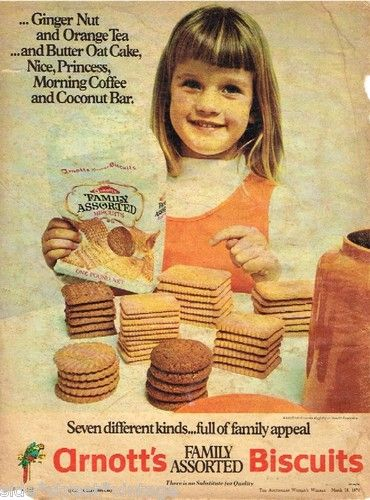 ... Ginger Nut
and Orange Tea
...and Butter Oat Cake,
Nice, Princess,
Morning Coffee
and Coconut Bar.
Arnott's Biscuits
Arnott's
FAMILY
ASSORTED
BISCUITS
ONE POUND NET
Seven different kinds...full of family appeal
arnott's FAMILY ASSORTED Biscuits
There is no Substitute for Quality
THE AUSTRALIAN WOMEN'S WEEKLY